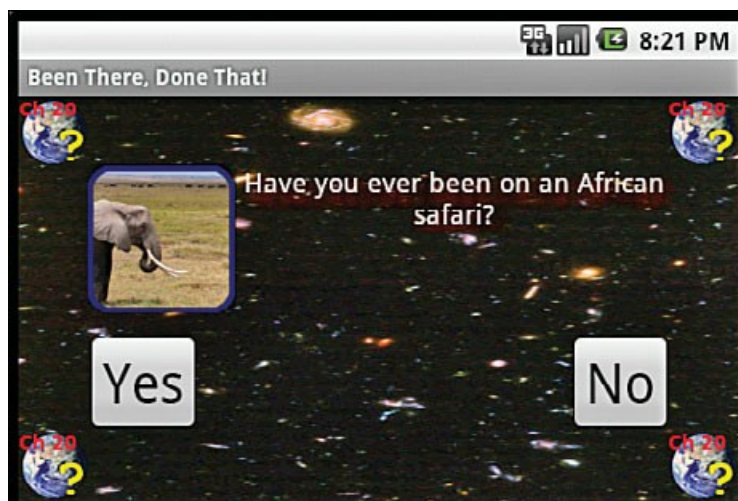 3G 8:21 PM
Been There, Done That!
Ch 20 Ch 20
? ?
Have you ever been on an African
safari?
Yes No
Ch 20 Ch 20
? ?